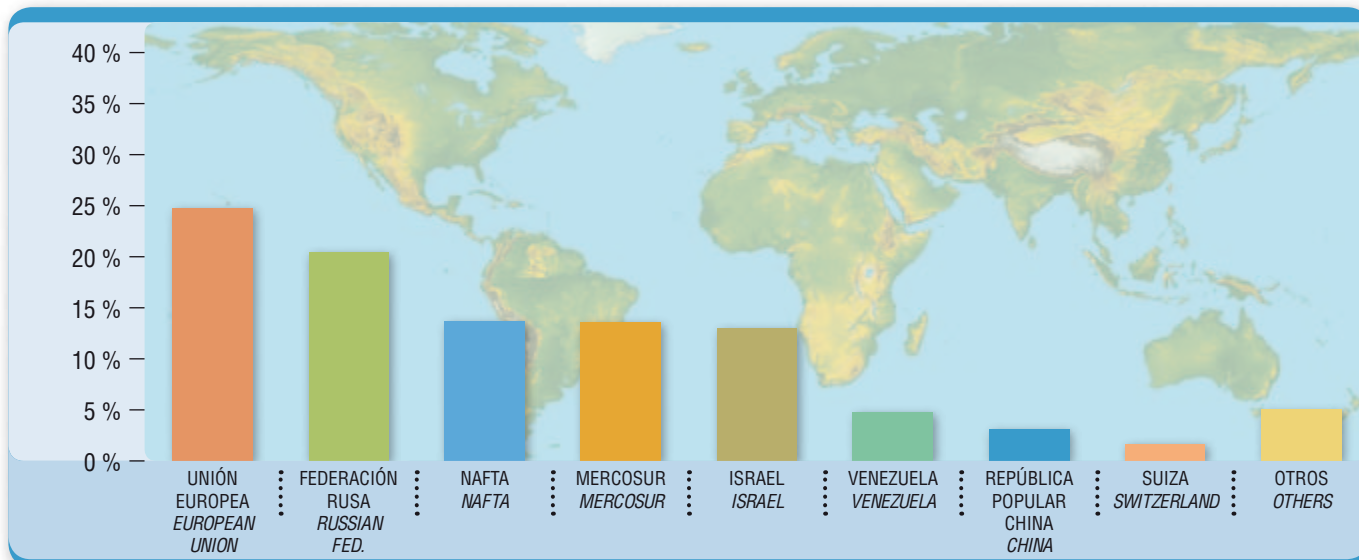 40 %
35 %
30 %
25 %
20 %
15 %
10 %
5 %
0 %
UNIÓN
EUROPEA
EUROPEAN
UNION
FEDERACIÓN
RUSA
RUSSIAN
FED.
NAFTA
NAFTA
MERCOSUR
MERCOSUR
ISRAEL
ISRAEL
VENEZUELA
VENEZUELA
REPÚBLICA
POPULAR
CHINA
CHINA
SUIZA
SWITZERLAND
OTROS
OTHERS